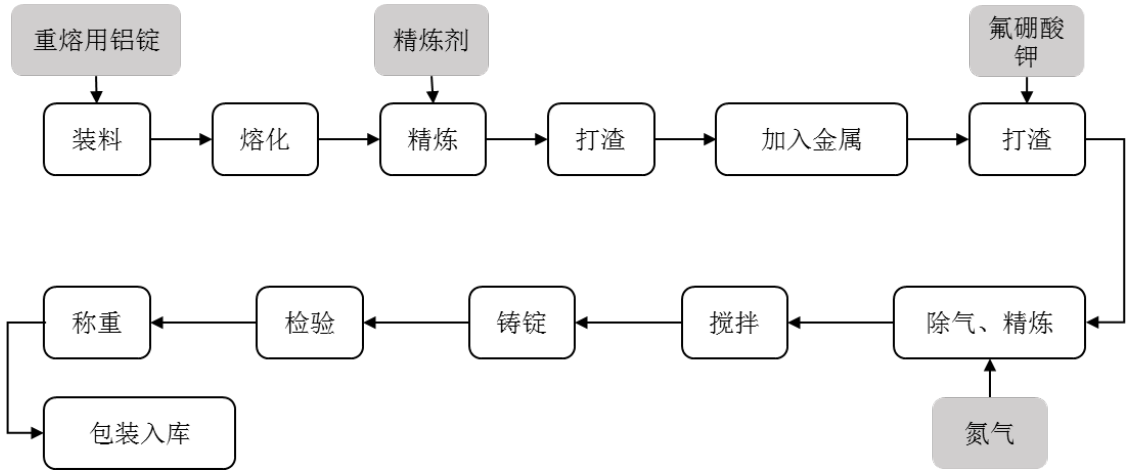 重熔用铝锭
精炼剂
氟硼酸
钾
装料
熔化
精炼
打渣
加入金属
打渣
称重
检验
铸锭
搅拌
除气、精炼
包装入库
氮气